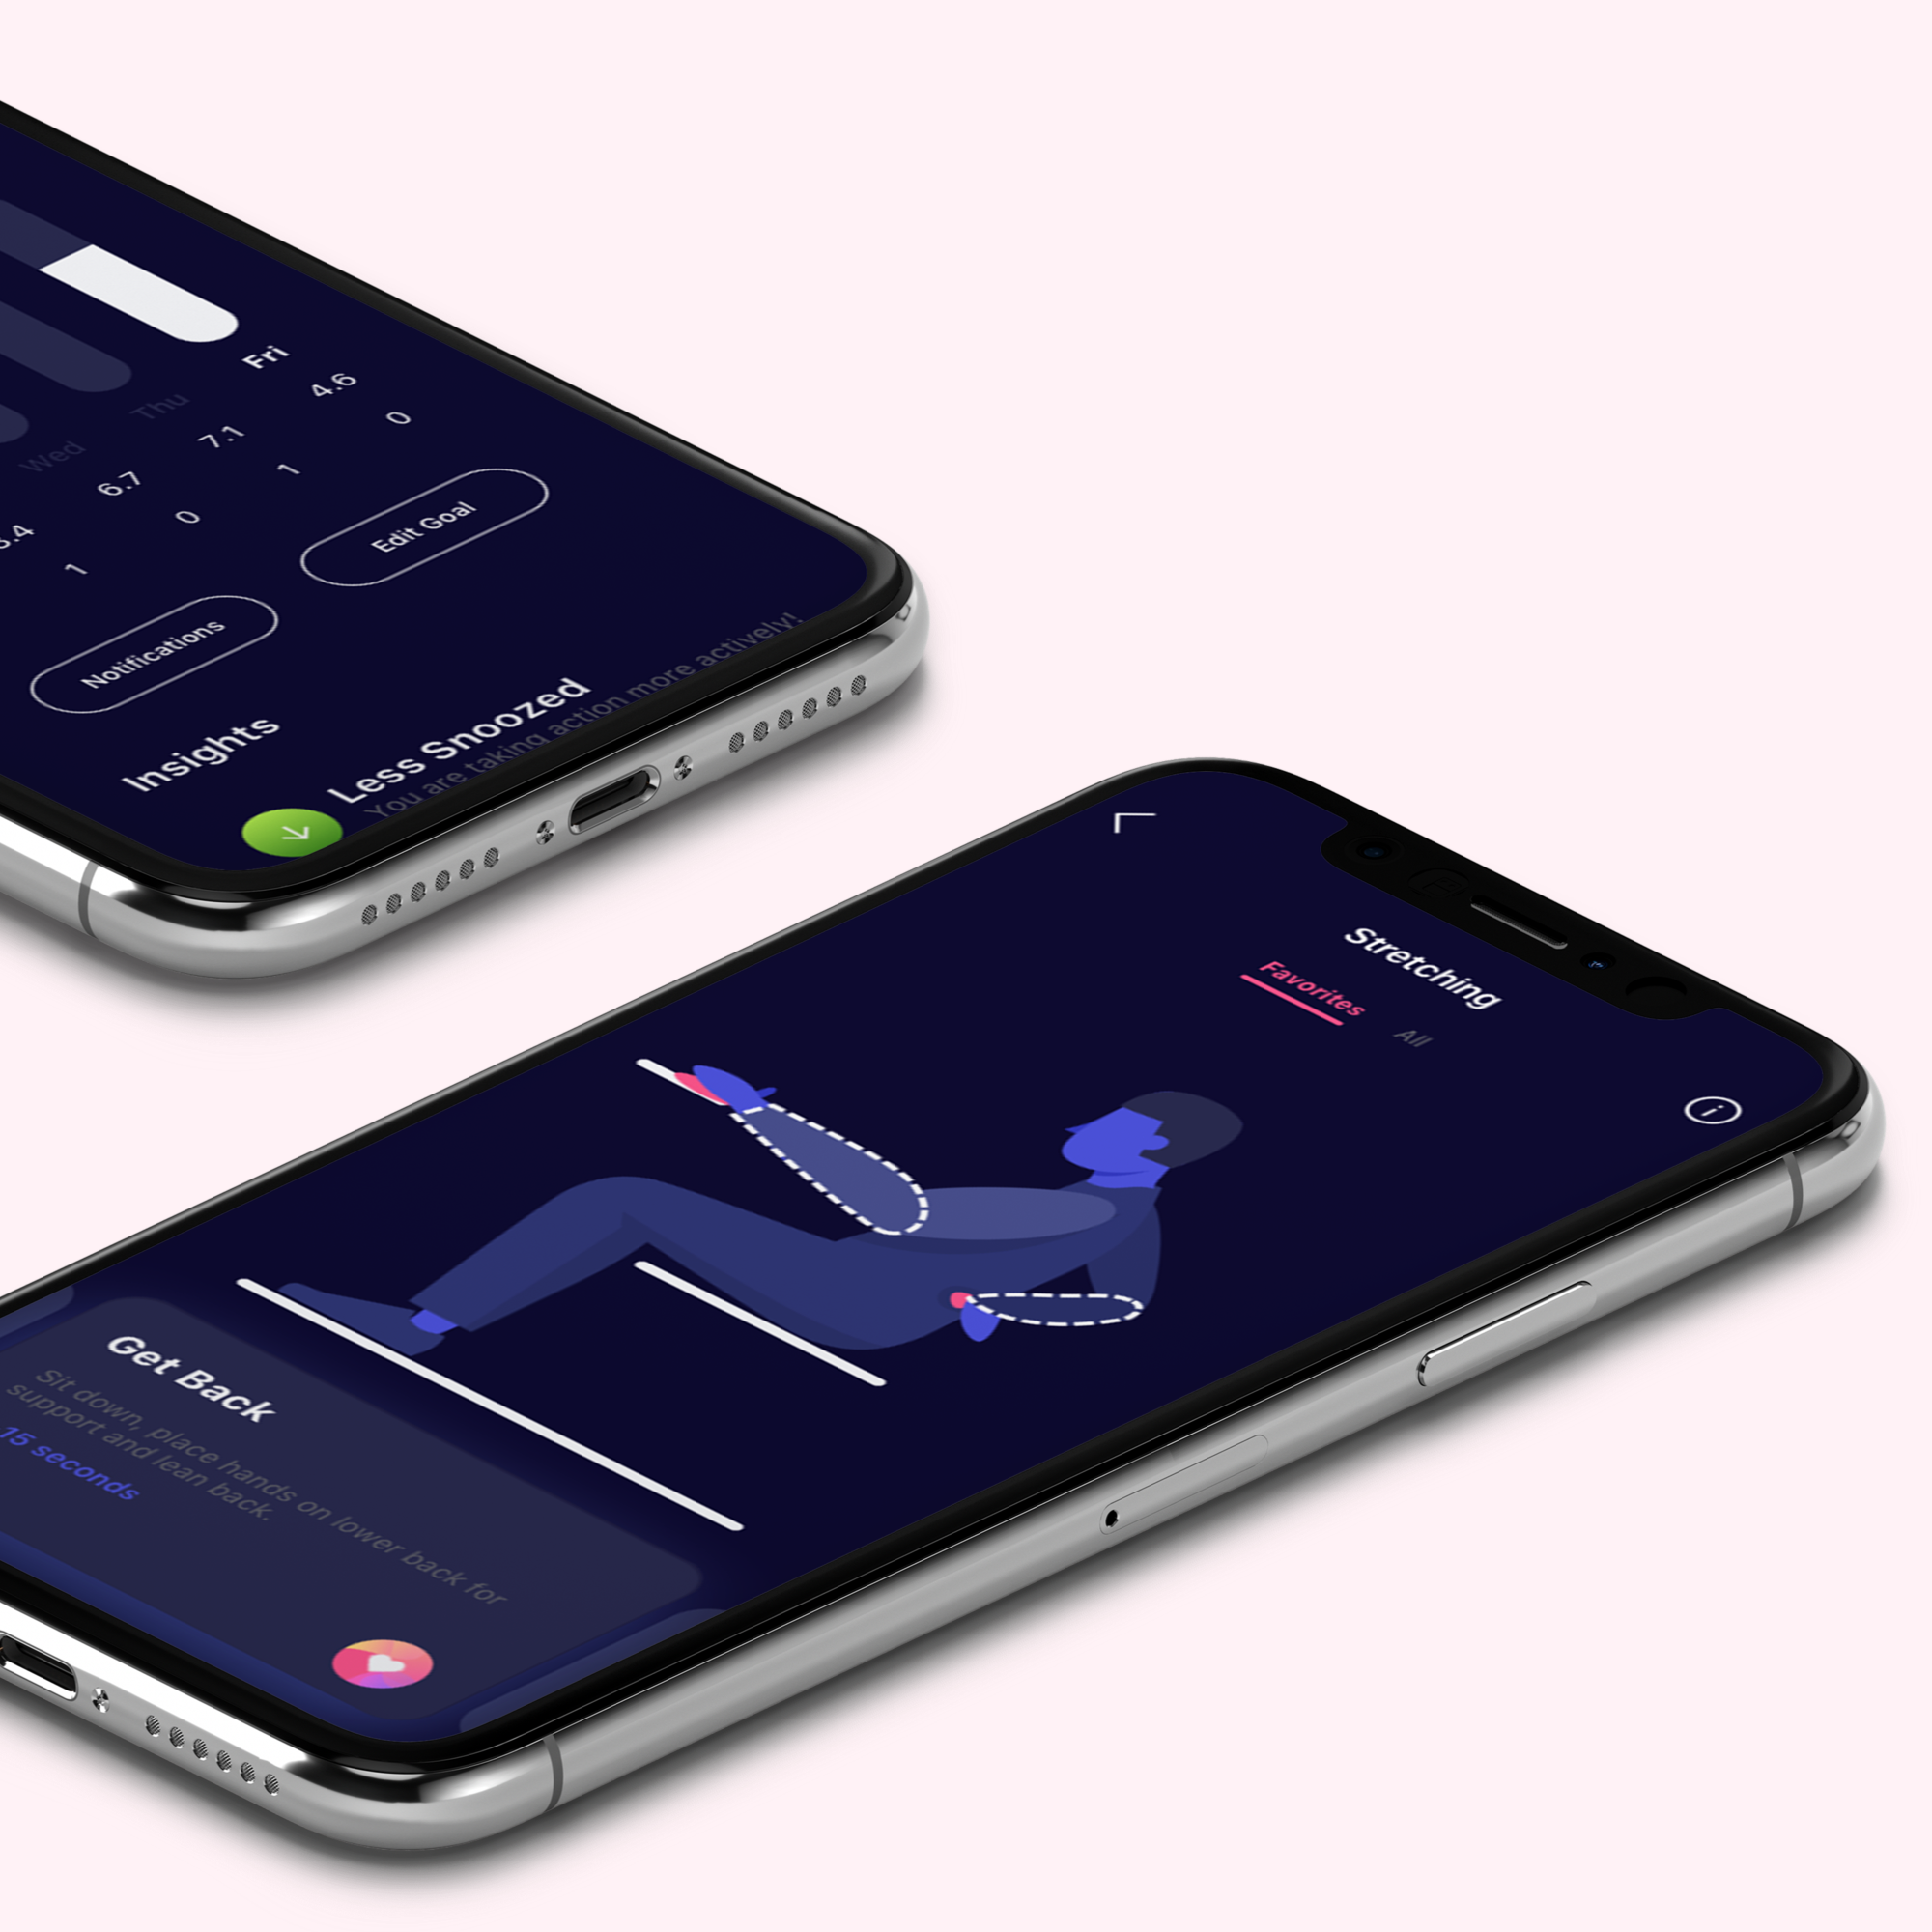 Wed Thu Fri
6.7 7.1 4.6
1 0 1 0
Notifications
Edit Goal
Insights
Less Snoozed
You are taking action more actively!
Stretching
Favorites
All
i
Get Back
Sit down, place hands on lower back for
support and lean back.
15 seconds